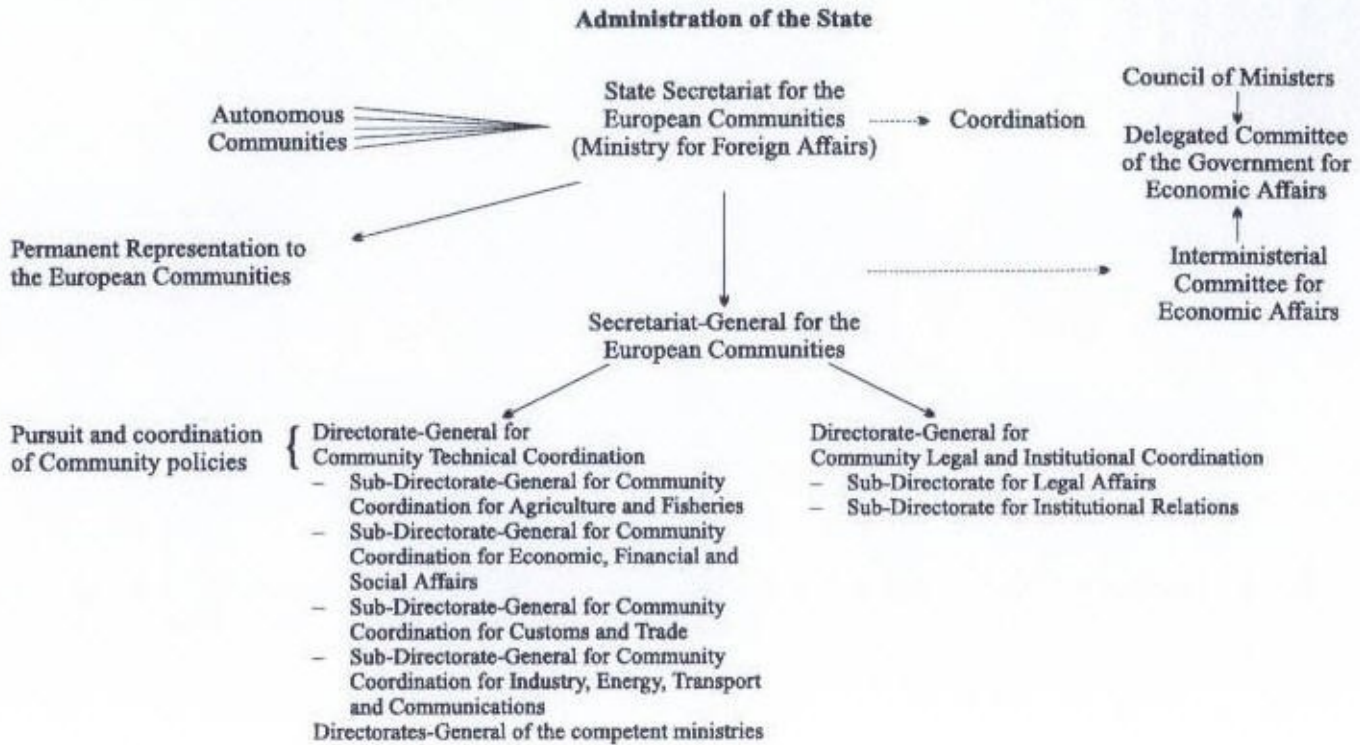 Administration of the State
Autonomous
Communities
State Secretariat for the
European Communities
(Ministry for Foreign Affairs)
Coordination
Council of Ministers
Delegated Committee
of the Government for
Economic Affairs
Permanent Representation to
the European Communities
Interministerial
Committee for
Economic Affairs
Secretariat-General for the
European Communities
Pursuit and coordination
of Community policies
{ Directorate-General for
Community Technical Coordination
– Sub-Directorate-General for Community
Coordination for Agriculture and Fisheries
– Sub-Directorate-General for Community
Coordination for Economic, Financial and
Social Affairs
– Sub-Directorate-General for Community
Coordination for Customs and Trade
– Sub-Directorate-General for Community
Coordination for Industry, Energy, Transport
and Communications
Directorates-General of the competent ministries
Directorate-General for
Community Legal and Institutional Coordination
– Sub-Directorate for Legal Affairs
– Sub-Directorate for Institutional Relations